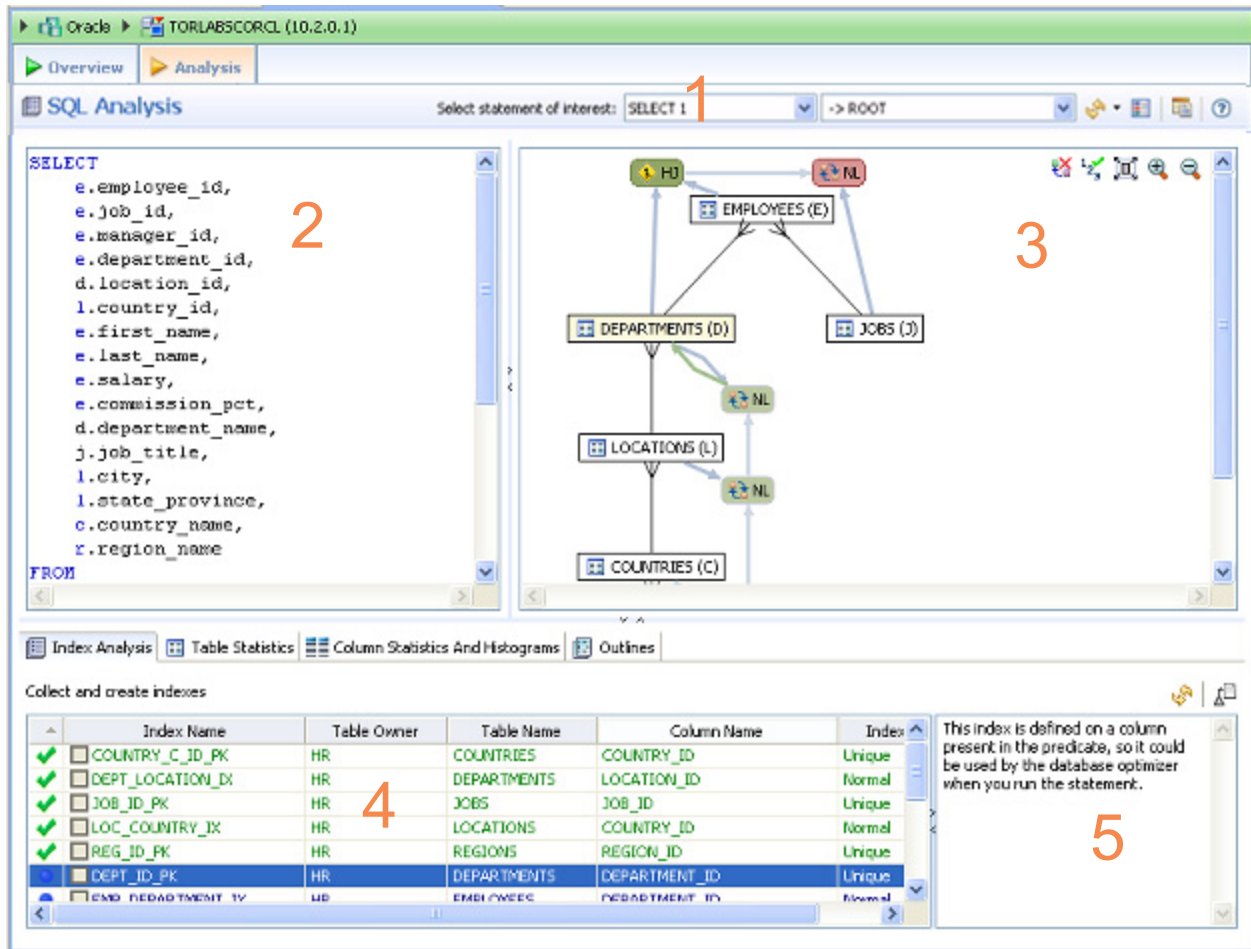 Oracle TORLABSCORCL (10.2.0.1)
Overview Analysis
SQL Analysis Select statement of interest: SELECT 1 -> ROOT
1
SELECT
e.employee_id,
e.job_id,
e.manager_id,
e.department_id,
d.location_id,
l.country_id,
e.first_name,
e.last_name,
e.salary,
e.commission_pct,
d.department_name,
j.job_title,
l.city,
l.state_province,
c.country_name,
r.region_name
FROM
2
HJ NL
EMPLOYEES (E)
3
DEPARTMENTS (D) JOBS (J)
NL
LOCATIONS (L)
NL
COUNTRIES (C)
Index Analysis Table Statistics Column Statistics And Histograms Outlines
Collect and create indexes
Index Name Table Owner Table Name Column Name Index
COUNTRY_C_ID_PK HR COUNTRIES COUNTRY_ID Unique
DEPT_LOCATION_IX HR DEPARTMENTS LOCATION_ID Normal
JOB_ID_PK HR JOBS JOB_ID Unique
LOC_COUNTRY_IX HR LOCATIONS COUNTRY_ID Normal
REG_ID_PK HR REGIONS REGION_ID Unique
DEPT_ID_PK HR DEPARTMENTS DEPARTMENT_ID Unique
EMP_DEPARTMENT_IX HR EMPLOYEES DEPARTMENT_ID Normal
4
This index is defined on a column
present in the predicate, so it could
be used by the database optimizer
when you run the statement.
5